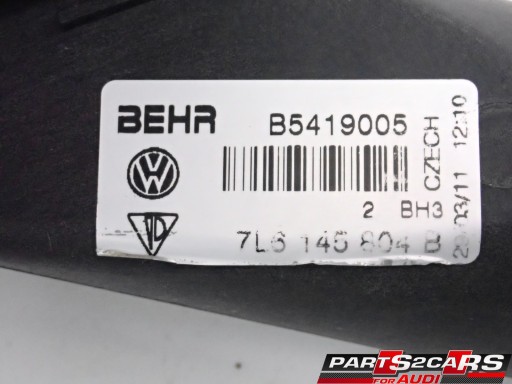 BEHR B5419005
2 BH3
7L6 145 804 B
CZECH 12:10
03/11
PARTS2CARS
FOR AUDI